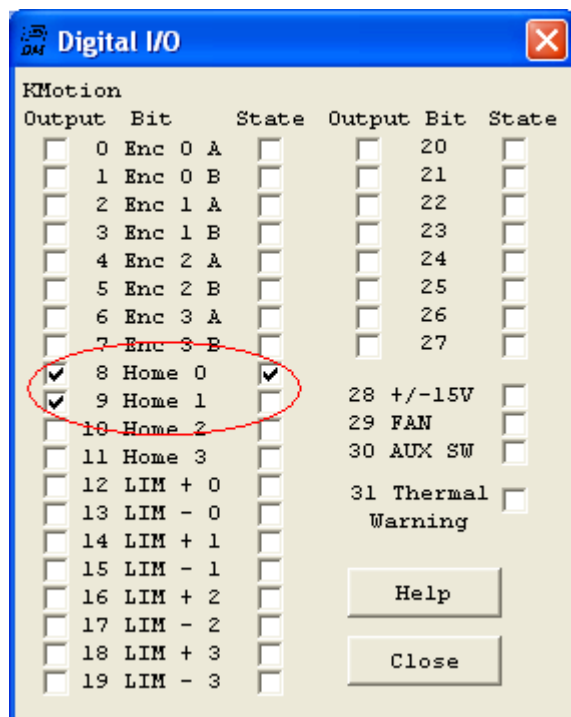 DM Digital I/O
KMotion
Output Bit State Output Bit State
0 Enc 0 A 20
1 Enc 0 B 21
2 Enc 1 A 22
3 Enc 1 B 23
4 Enc 2 A 24
5 Enc 2 B 25
6 Enc 3 A 26
7 Enc 3 B 27
8 Home 0
9 Home 1
10 Home 2
11 Home 3
12 LIM + 0
13 LIM - 0
14 LIM + 1
15 LIM - 1
16 LIM + 2
17 LIM - 2
18 LIM + 3
19 LIM - 3
28 +/-15V
29 FAN
30 AUX SW
31 Thermal
Warning
Help
Close